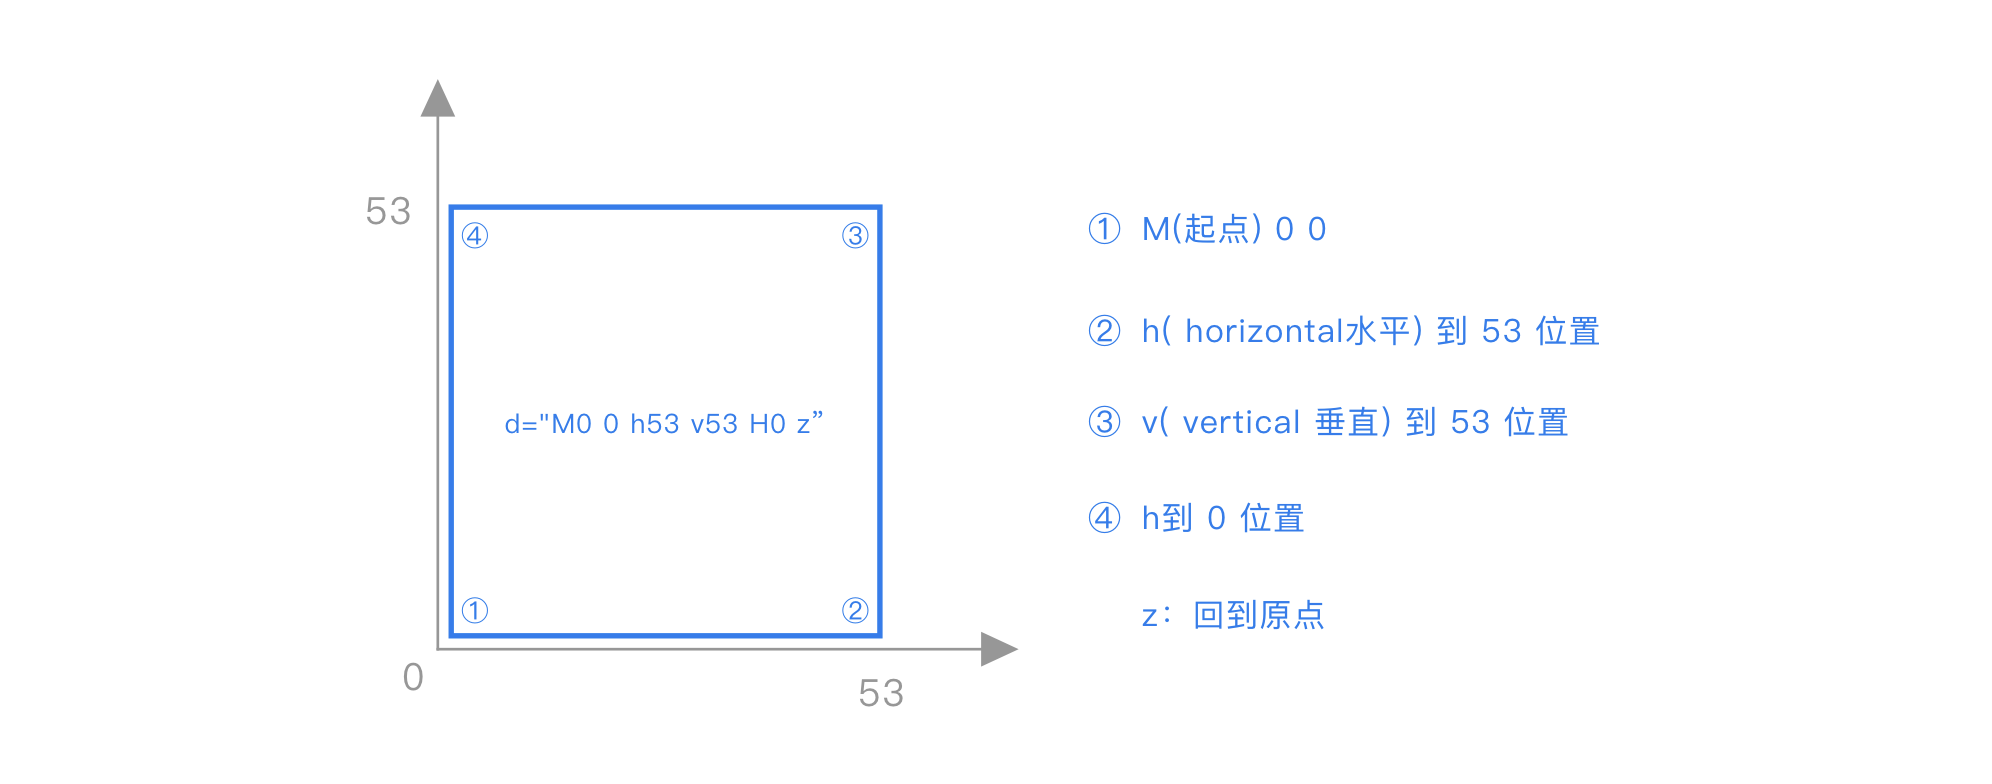 53
④ ③
d="M0 0 h53 v53 H0 z”
① ②
0
53
① M(起点) 0 0
② h( horizontal水平) 到 53 位置
③ v( vertical 垂直) 到 53 位置
④ h到 0 位置
z：回到原点